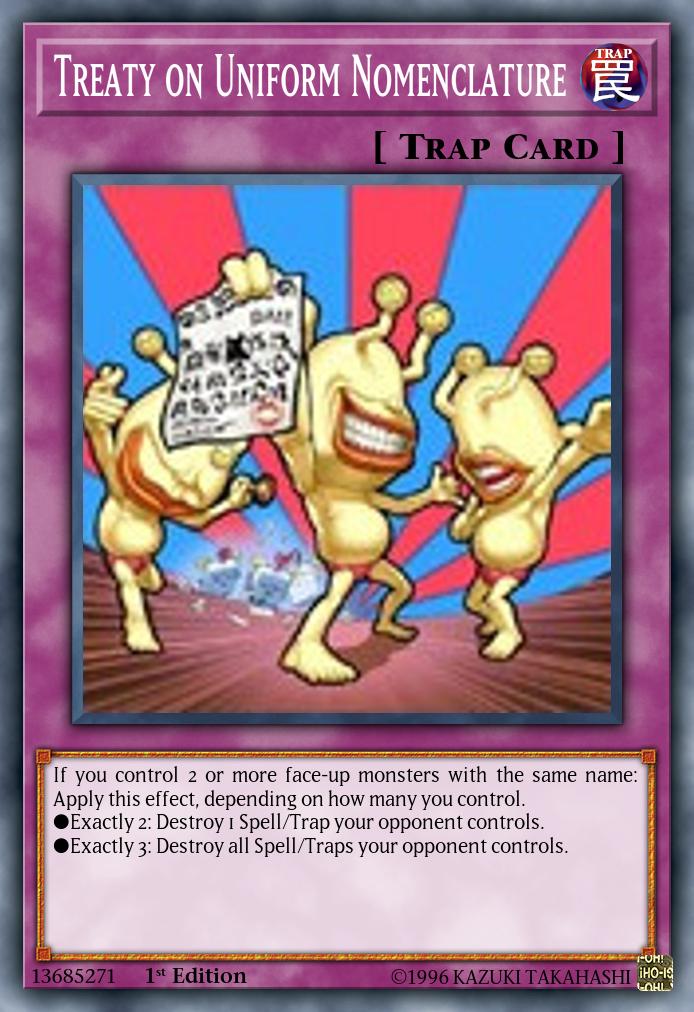 Treaty on Uniform Nomenclature
TRAP
罠
[ Trap Card ]
If you control 2 or more face-up monsters with the same name:
Apply this effect, depending on how many you control.
●Exactly 2: Destroy 1 Spell/Trap your opponent controls.
●Exactly 3: Destroy all Spell/Traps your opponent controls.
13685271 1st Edition ©1996 KAZUKI TAKAHASHI